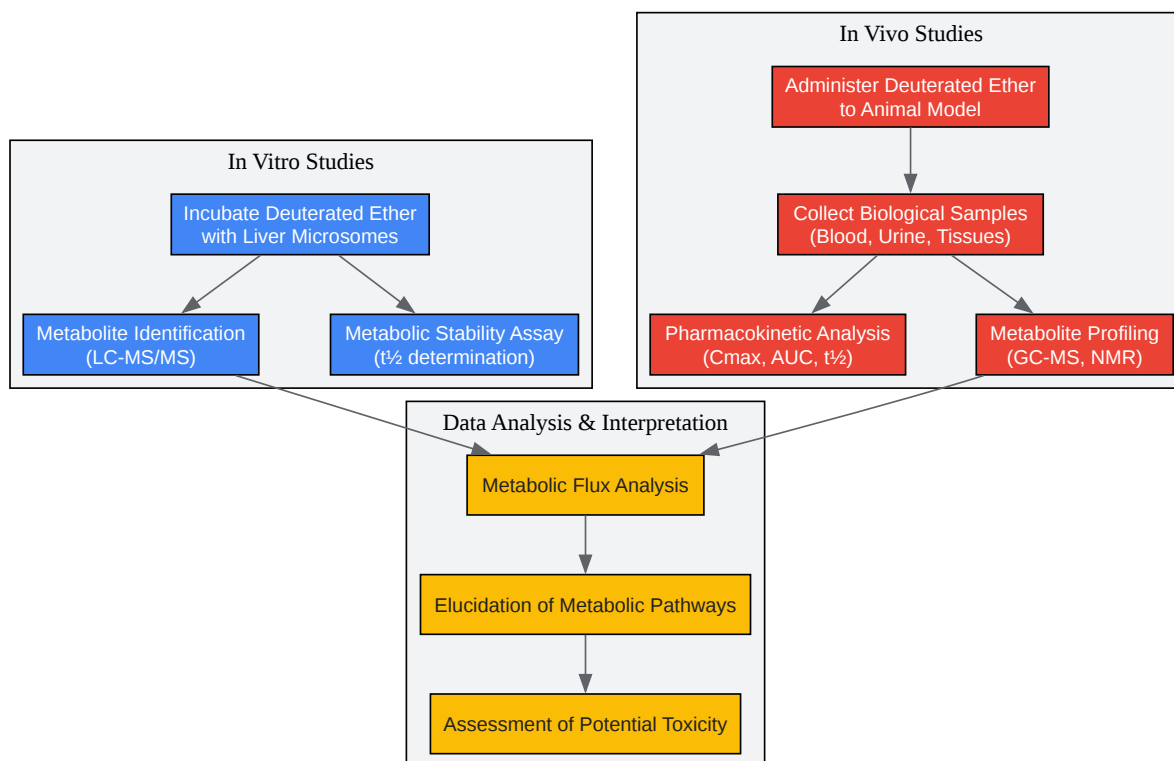 In Vivo Studies
Administer Deuterated Ether
to Animal Model
Collect Biological Samples
(Blood, Urine, Tissues)
Pharmacokinetic Analysis
(Cmax, AUC, t½)
Metabolite Profiling
(GC-MS, NMR)
In Vitro Studies
Incubate Deuterated Ether
with Liver Microsomes
Metabolite Identification
(LC-MS/MS)
Metabolic Stability Assay
(t½ determination)
Data Analysis & Interpretation
Metabolic Flux Analysis
Elucidation of Metabolic Pathways
Assessment of Potential Toxicity